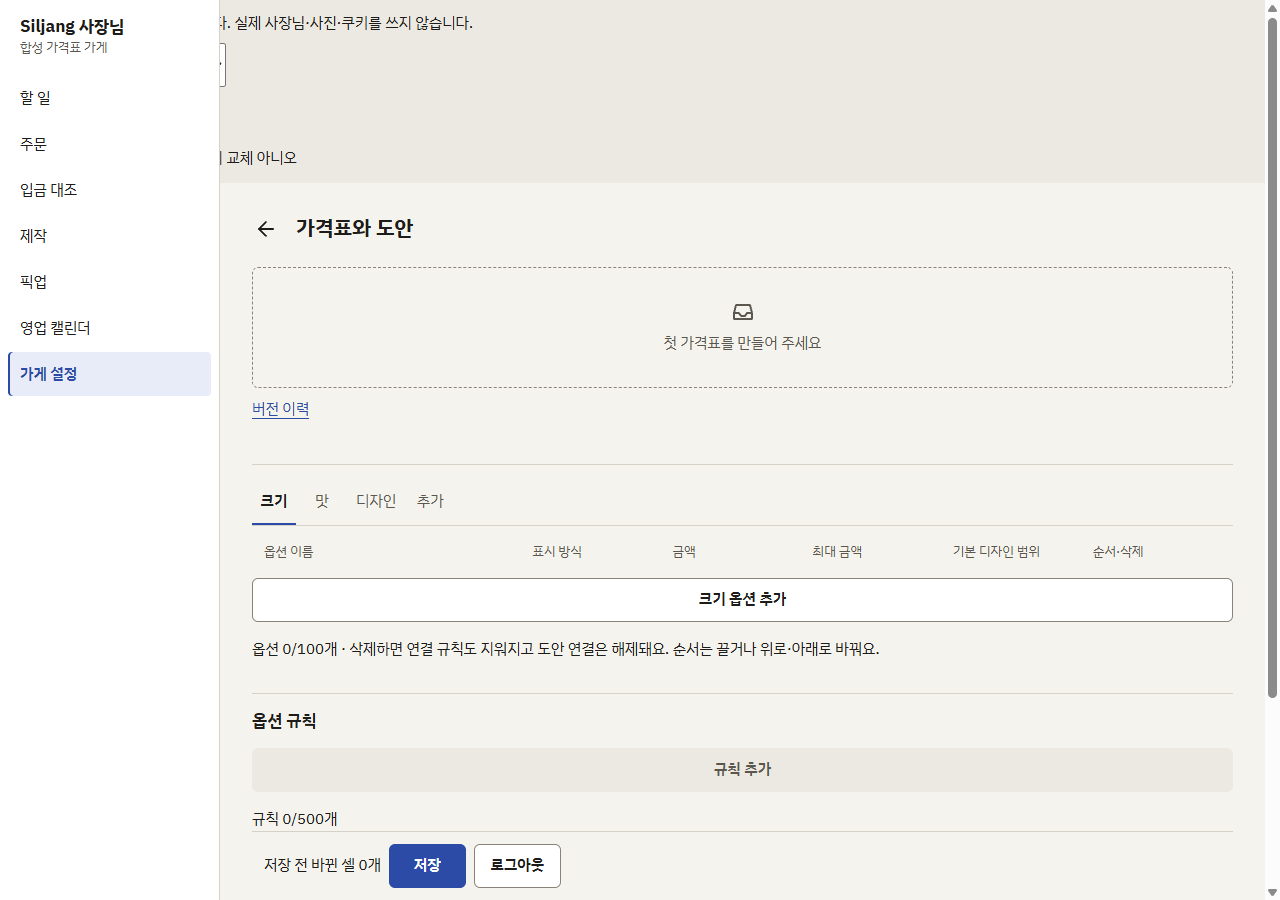 Siljang 사장님
합성 가격표 가게
할 일
주문
입금 대조
제작
픽업
영업 캘린더
가게 설정
. 실제 사장님·사진·쿠키를 쓰지 않습니다.
교체 아니오
가격표와 도안
첫 가격표를 만들어 주세요
버전 이력
크기 맛 디자인 추가
옵션 이름 표시 방식 금액 최대 금액 기본 디자인 범위 순서·삭제
크기 옵션 추가
옵션 0/100개 · 삭제하면 연결 규칙도 지워지고 도안 연결은 해제돼요. 순서는 끌거나 위로·아래로 바꿔요.
옵션 규칙
규칙 추가
규칙 0/500개
저장 전 바뀐 셀 0개 저장 로그아웃